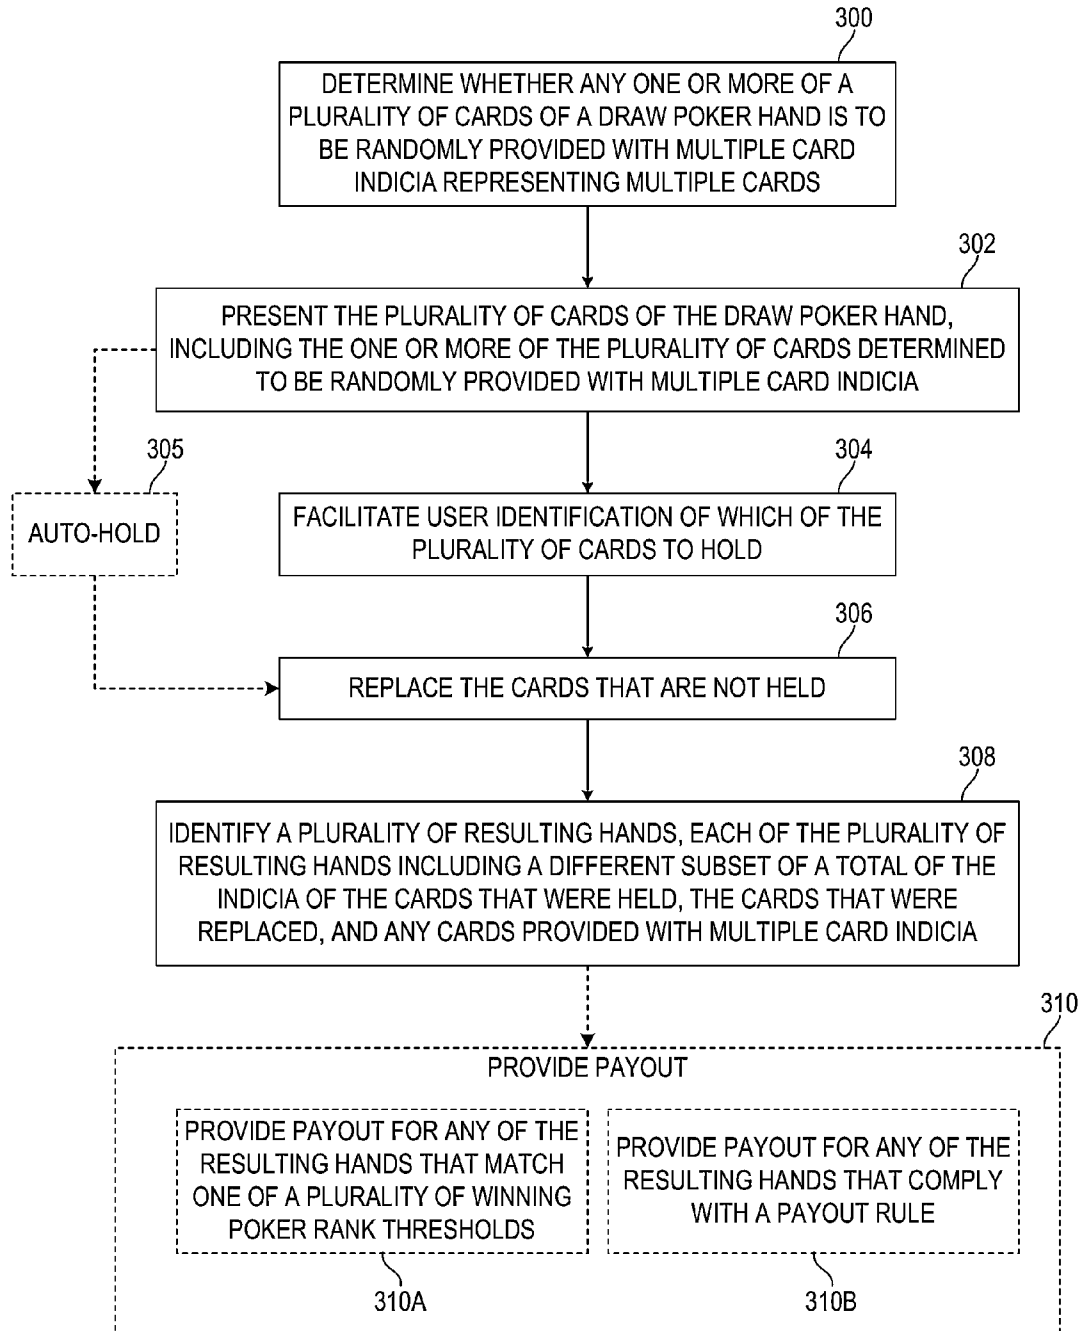 300
DETERMINE WHETHER ANY ONE OR MORE OF A
PLURALITY OF CARDS OF A DRAW POKER HAND IS TO
BE RANDOMLY PROVIDED WITH MULTIPLE CARD
INDICIA REPRESENTING MULTIPLE CARDS
302
PRESENT THE PLURALITY OF CARDS OF THE DRAW POKER HAND,
INCLUDING THE ONE OR MORE OF THE PLURALITY OF CARDS DETERMINED
TO BE RANDOMLY PROVIDED WITH MULTIPLE CARD INDICIA
305
AUTO-HOLD
304
FACILITATE USER IDENTIFICATION OF WHICH OF THE
PLURALITY OF CARDS TO HOLD
306
REPLACE THE CARDS THAT ARE NOT HELD
308
IDENTIFY A PLURALITY OF RESULTING HANDS, EACH OF THE PLURALITY OF
RESULTING HANDS INCLUDING A DIFFERENT SUBSET OF A TOTAL OF THE
INDICIA OF THE CARDS THAT WERE HELD, THE CARDS THAT WERE
REPLACED, AND ANY CARDS PROVIDED WITH MULTIPLE CARD INDICIA
310
PROVIDE PAYOUT
PROVIDE PAYOUT FOR ANY OF THE
RESULTING HANDS THAT MATCH
ONE OF A PLURALITY OF WINNING
POKER RANK THRESHOLDS
310A
PROVIDE PAYOUT FOR ANY OF THE
RESULTING HANDS THAT COMPLY
WITH A PAYOUT RULE
310B